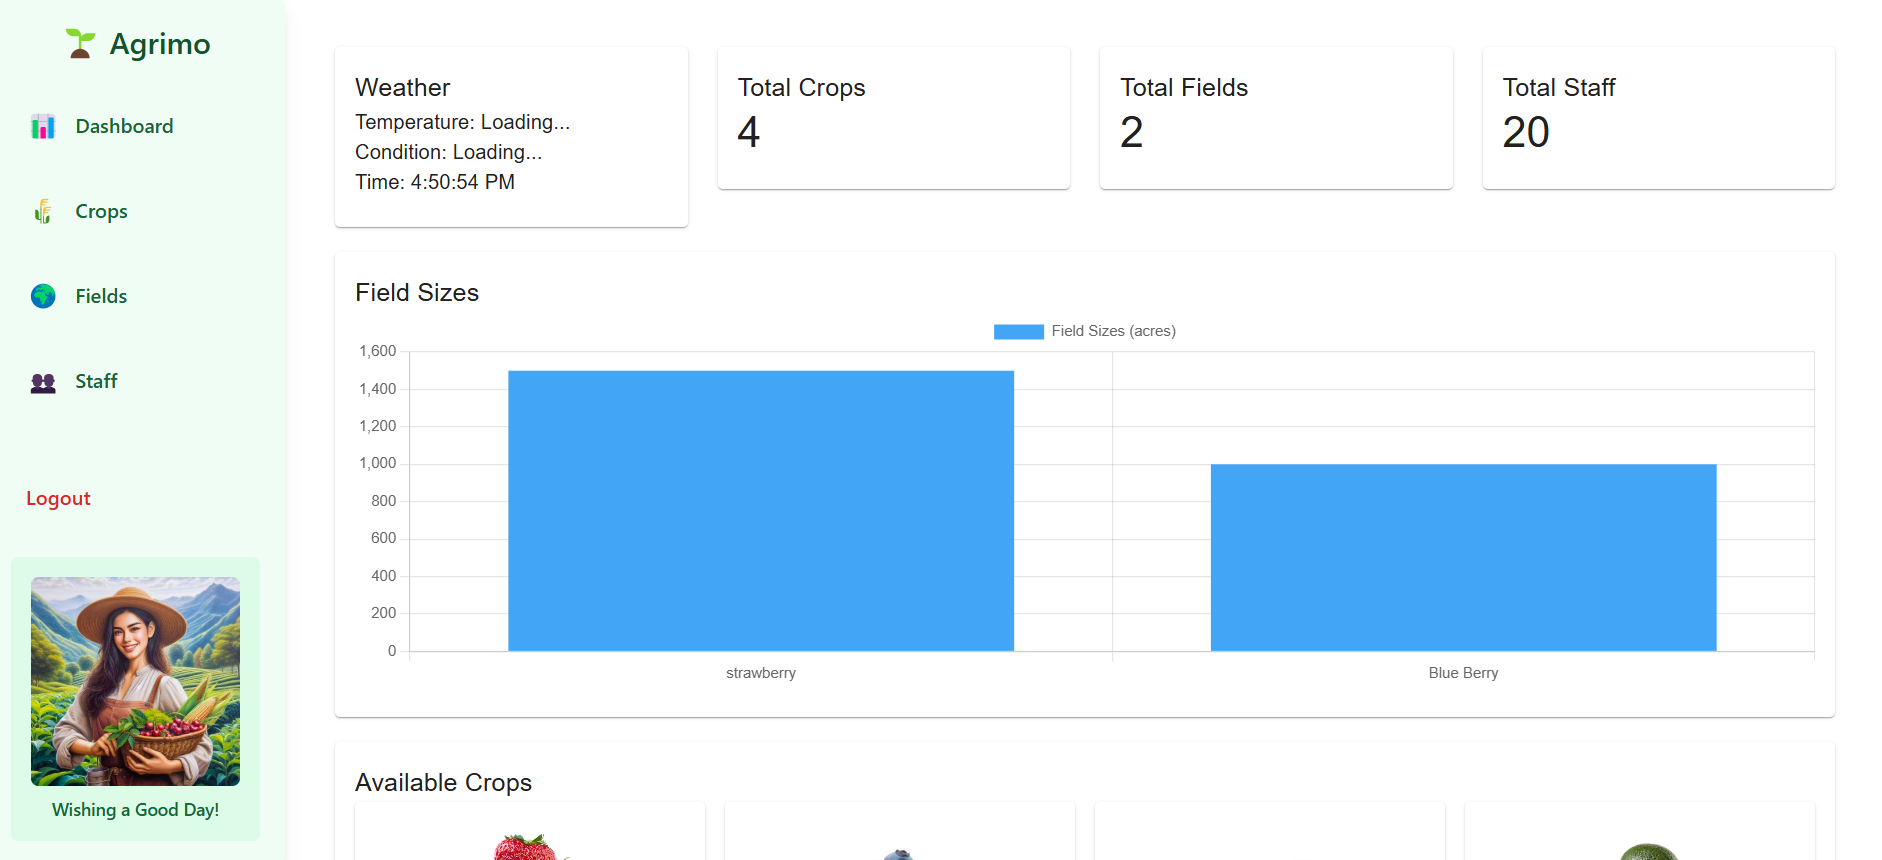 Agrimo
Dashboard
Crops
Fields
Staff
Logout
Wishing a Good Day!
Weather
Temperature: Loading...
Condition: Loading...
Time: 4:50:54 PM
Total Crops
4
Total Fields
2
Total Staff
20
Field Sizes
Field Sizes (acres)
1,600
1,400
1,200
1,000
800
600
400
200
0
strawberry
Blue Berry
Available Crops